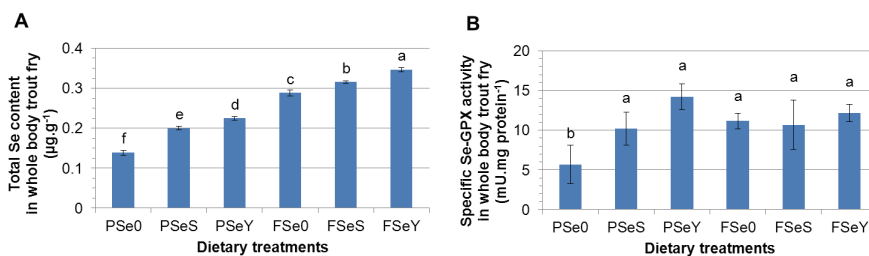 A
Total Se content
in whole body trout fry
(µg.g-1)
0.4
0.3
0.2
0.1
0
f
e
d
c
b
a
PSe0 PSeS PSeY FSe0 FSeS FSeY
Dietary treatments
B
Specific Se-GPX activity
in whole body trout fry
(mU.mg protein-1)
20
15
10
5
0
b
a
a
a
a
a
PSe0 PSeS PSeY FSe0 FSeS FSeY
Dietary treatments